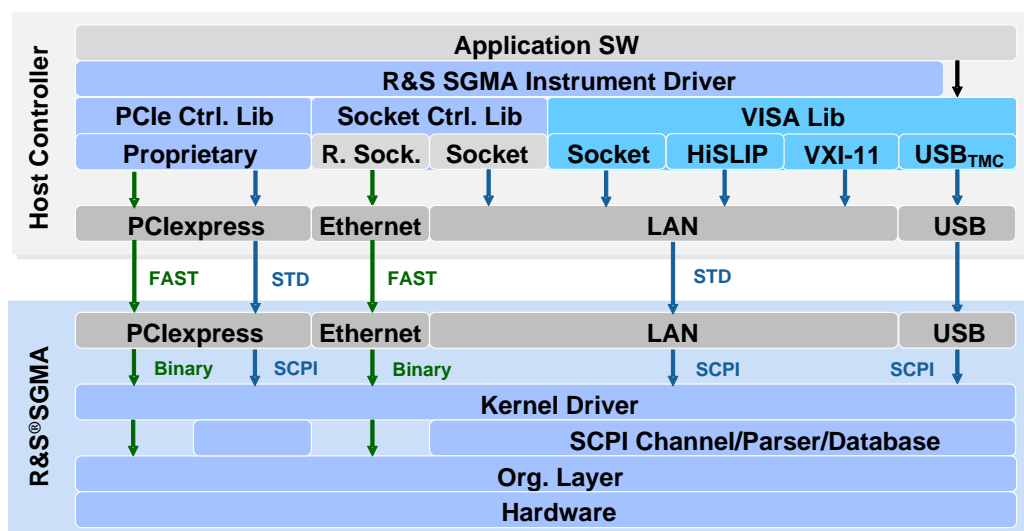 Host Controller
Application SW
R&S SGMA Instrument Driver
PCIe Ctrl. Lib Socket Ctrl. Lib VISA Lib
Proprietary R. Sock. Socket Socket HiSLIP VXI-11 USBTMC
PCIexpress Ethernet LAN USB
FAST STD FAST STD
R&S®SGMA
PCIexpress Ethernet LAN USB
Binary SCPI Binary SCPI SCPI
Kernel Driver
SCPI Channel/Parser/Database
Org. Layer
Hardware